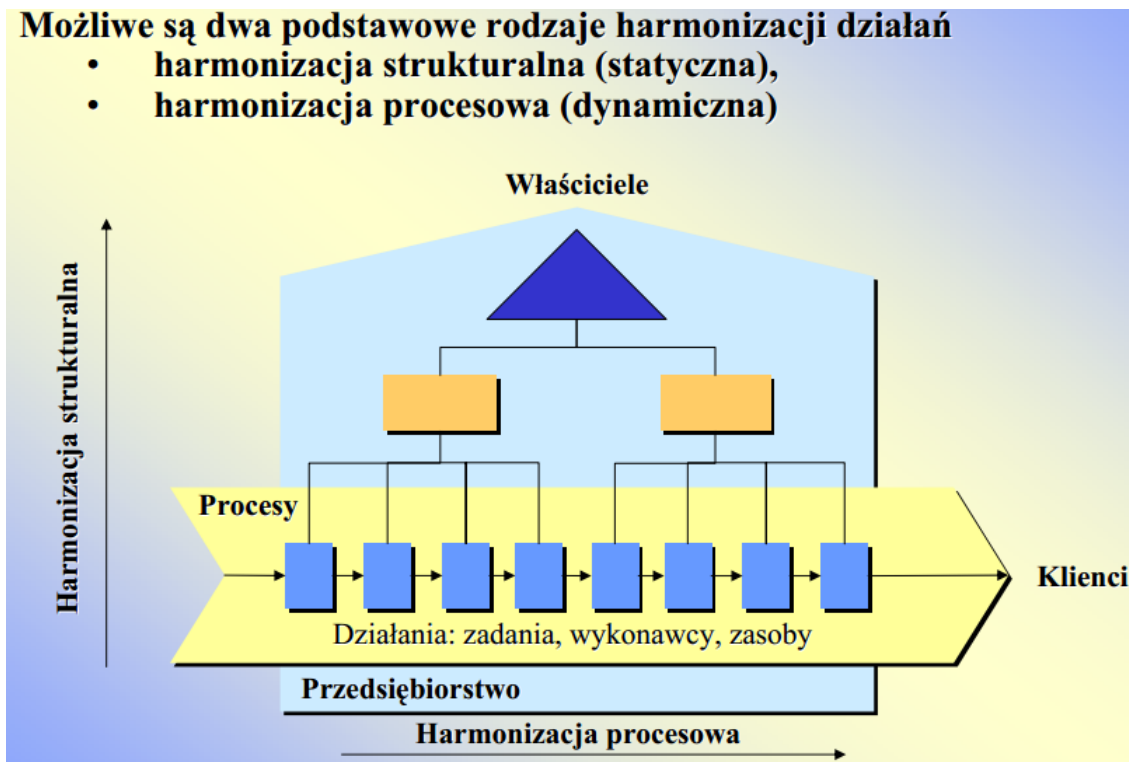 Możliwe są dwa podstawowe rodzaje harmonizacji działań
• harmonizacja strukturalna (statyczna),
• harmonizacja procesowa (dynamiczna)
Właściciele
Harmonizacja strukturalna
Procesy
Klienci
Działania: zadania, wykonawcy, zasoby
Przedsiębiorstwo
Harmonizacja procesowa